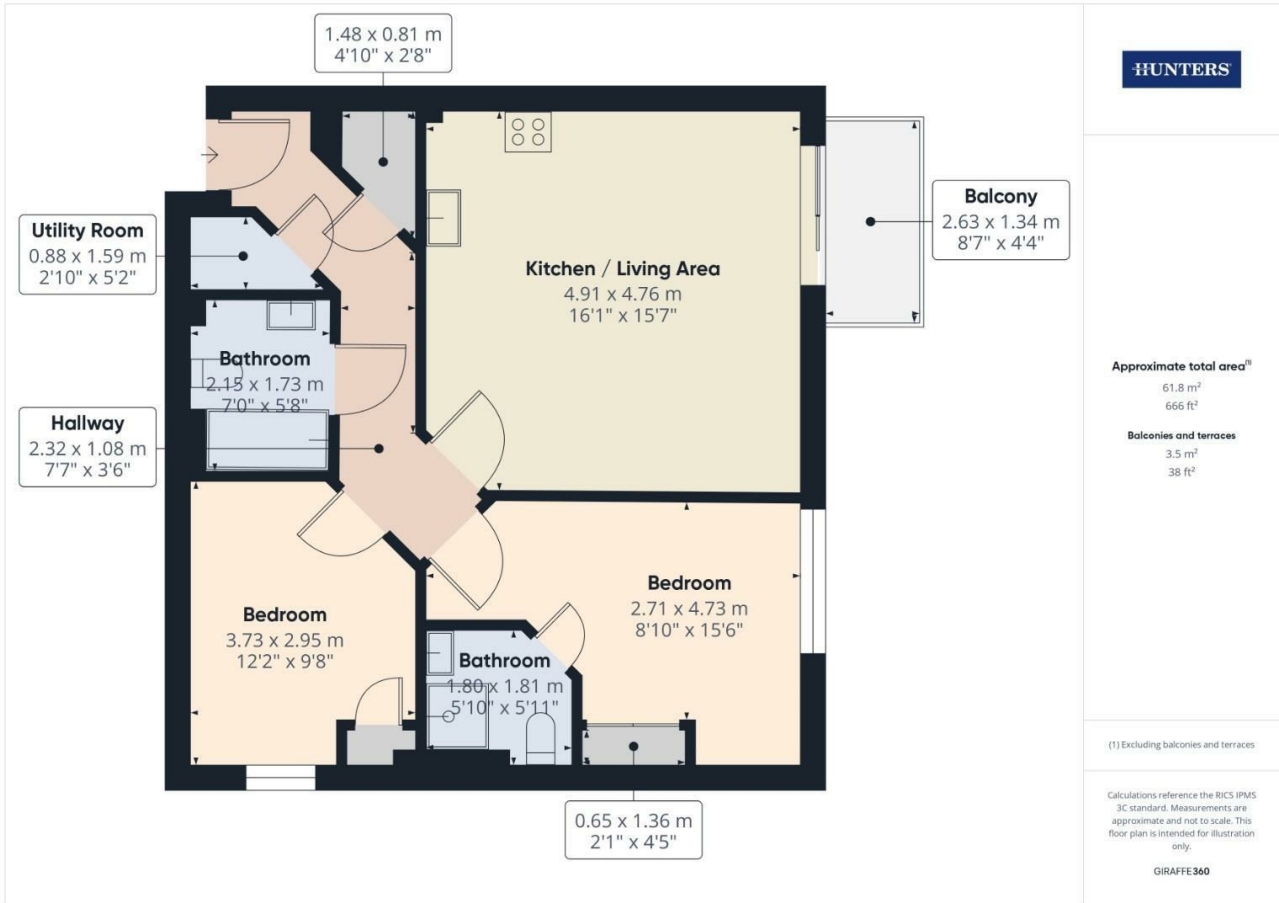 1.48 x 0.81 m
4'10" x 2'8"
HUNTERS
Utility Room
0.88 x 1.59 m
2'10" x 5'2"
Kitchen / Living Area
4.91 x 4.76 m
16'1" x 15'7"
Balcony
2.63 x 1.34 m
8'7" x 4'4"
Bathroom
2.15 x 1.73 m
7'0" x 5'8"
Hallway
2.32 x 1.08 m
7'7" x 3'6"
Bedroom
3.73 x 2.95 m
12'2" x 9'8"
Bathroom
1.80 x 1.81 m
5'10" x 5'11"
Bedroom
2.71 x 4.73 m
8'10" x 15'6"
0.65 x 1.36 m
2'1" x 4'5"
Approximate total area(1)
61.8 m²
666 ft²
Balconies and terraces
3.5 m²
38 ft²
(1) Excluding balconies and terraces
Calculations reference the RICS IPMS
3C standard. Measurements are
approximate and not to scale. This
floor plan is intended for illustration
only.
GIRAFFE360